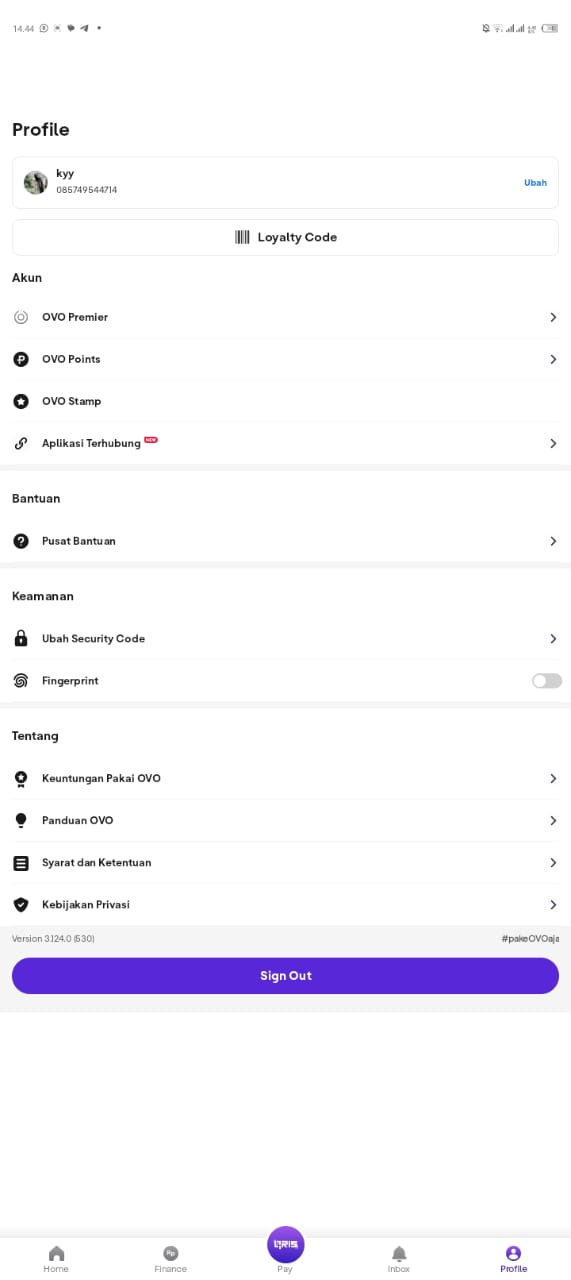 14.44
Profile
kyy
085749544714
Ubah
Loyalty Code
Akun
OVO Premier
OVO Points
OVO Stamp
Aplikasi Terhubung NEW
Bantuan
Pusat Bantuan
Keamanan
Ubah Security Code
Fingerprint
Tentang
Keuntungan Pakai OVO
Panduan OVO
Syarat dan Ketentuan
Kebijakan Privasi
Version 3.124.0 (530) #pakeOVOaja
Sign Out
QRIS
Home Finance Pay Inbox Profile